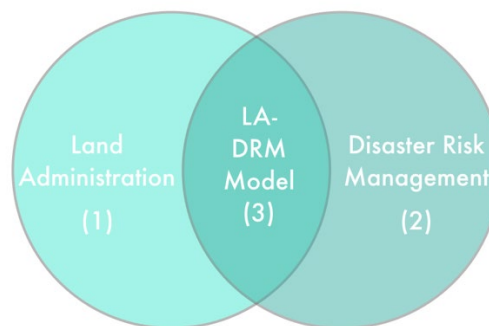 Land
Administration
(1)
LA-
DRM
Model
(3)
Disaster Risk
Management
(2)